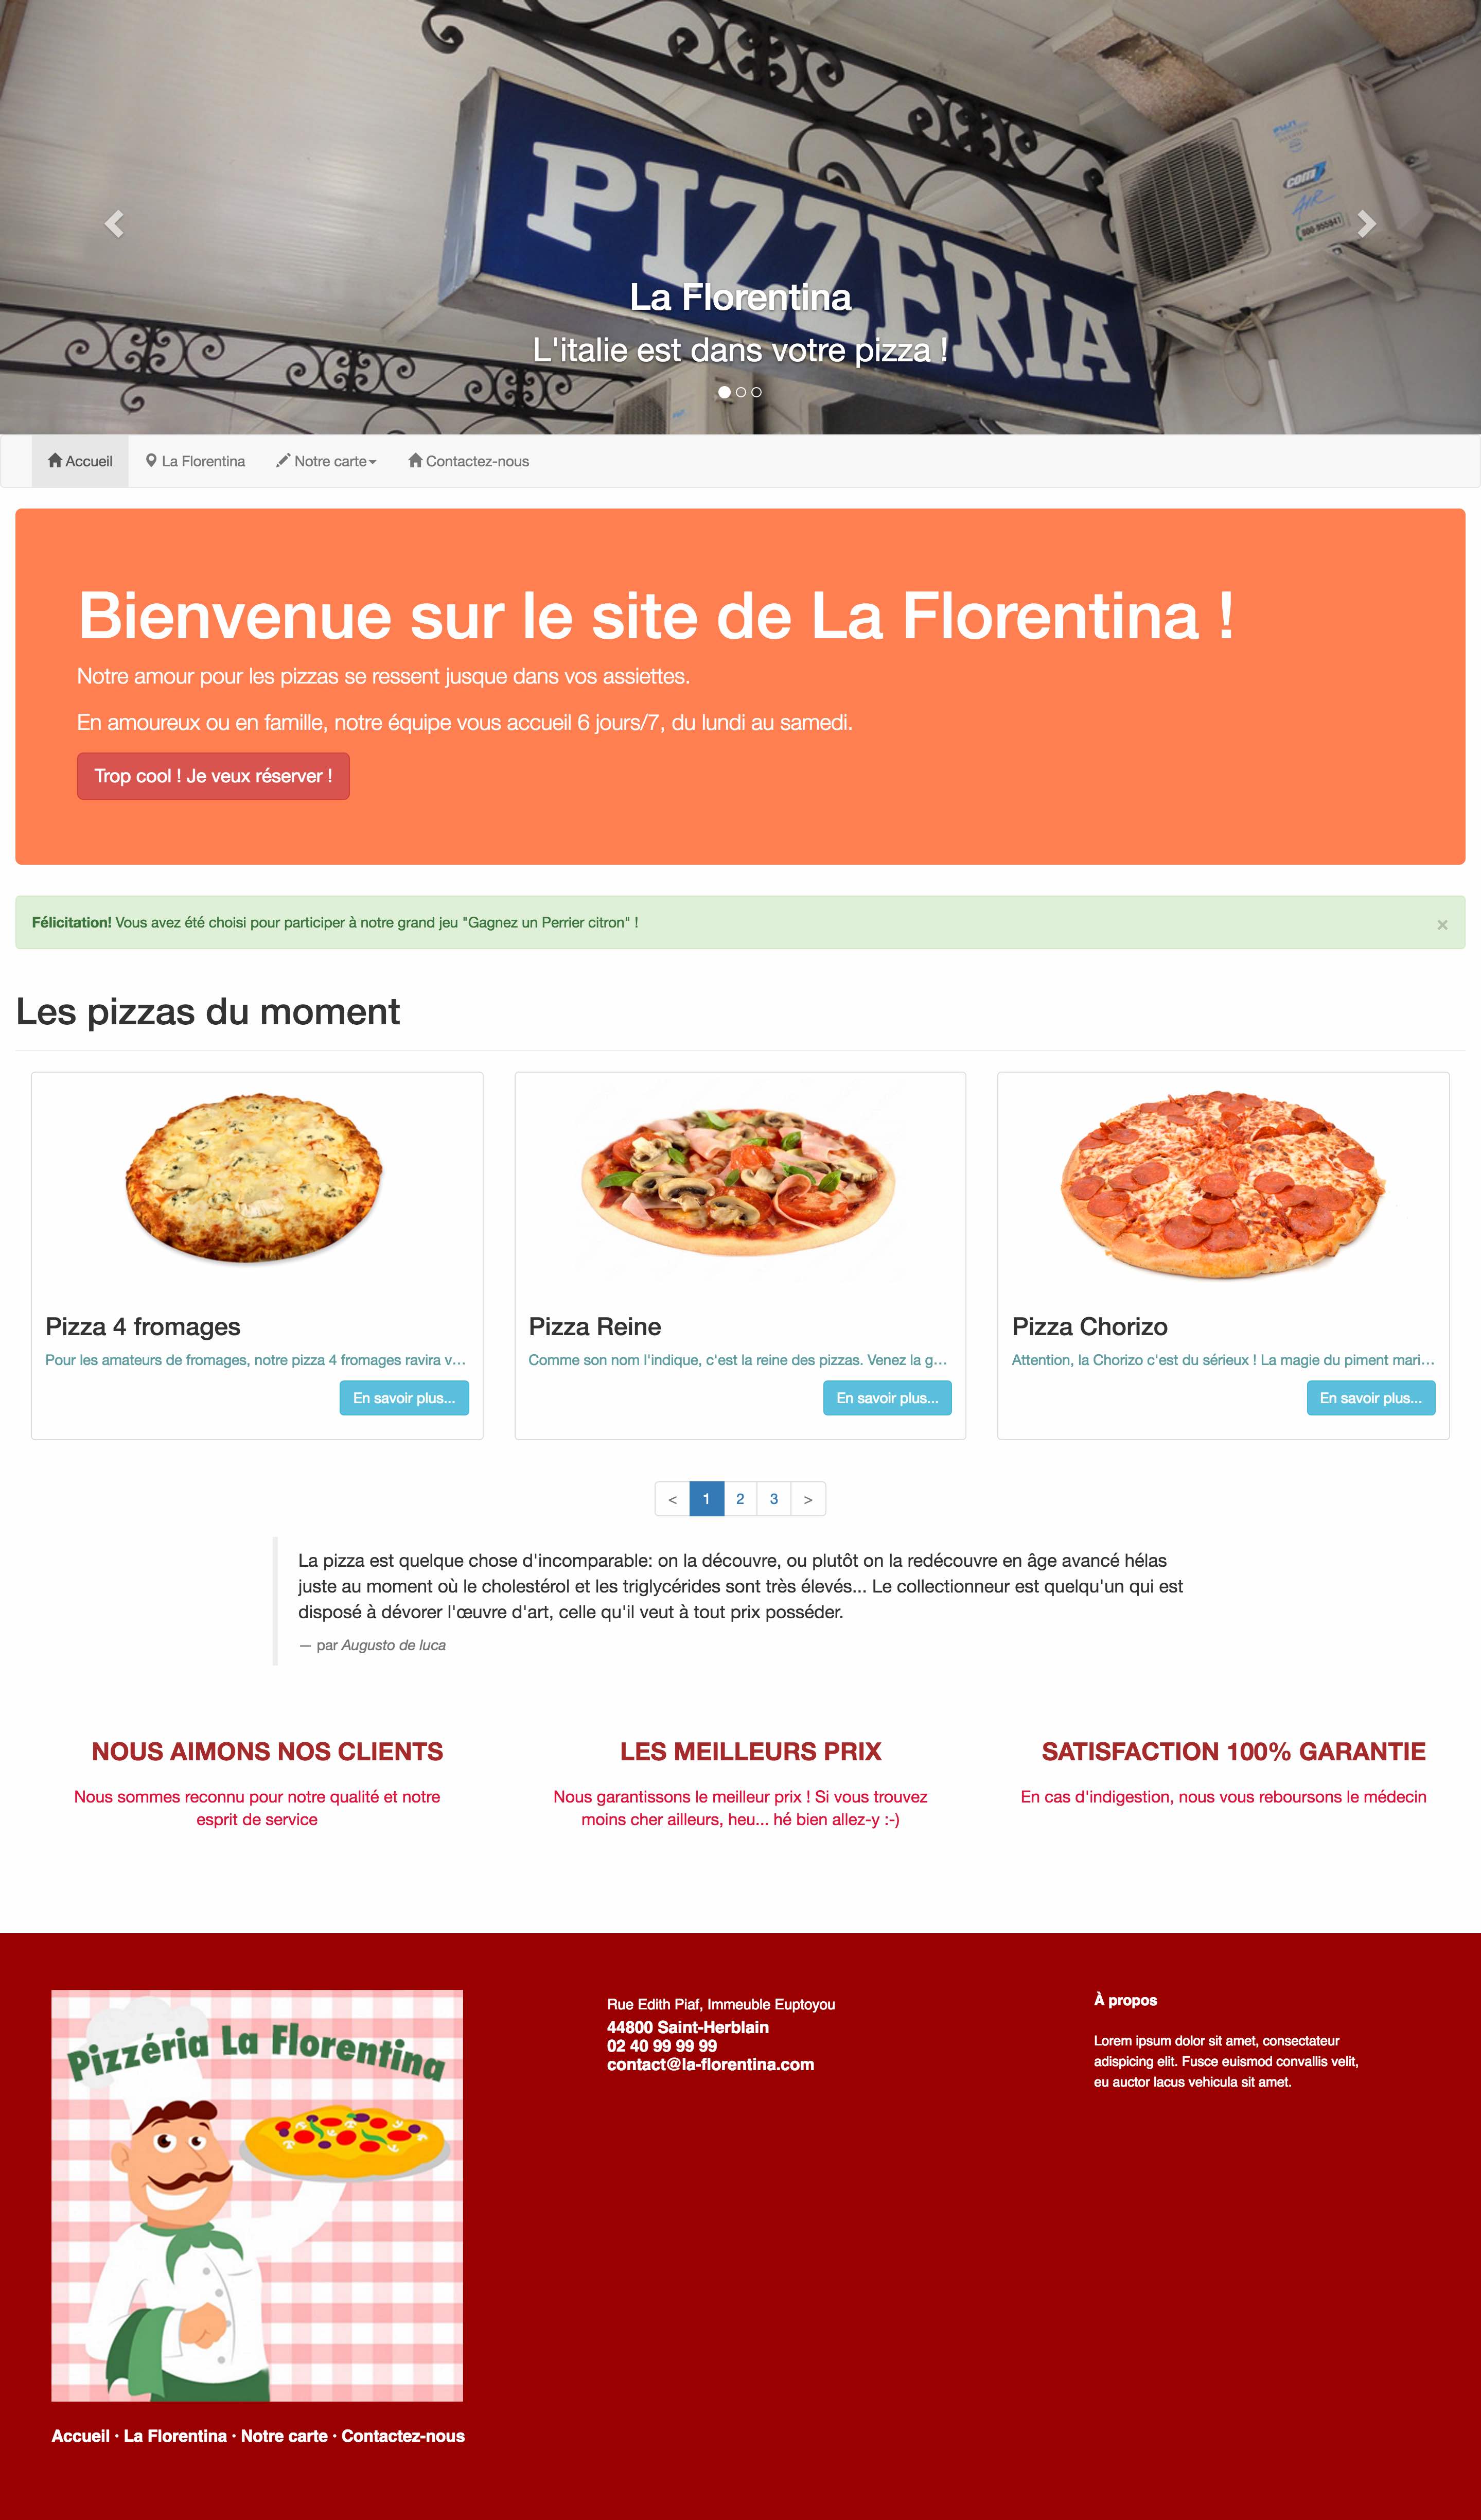 PIZZERIA
FUJI
com7
AIR
La Florentina
L'italie est dans votre pizza !
Accueil
La Florentina
Notre carte
Contactez-nous
Bienvenue sur le site de La Florentina !
Notre amour pour les pizzas se ressent jusque dans vos assiettes.
En amoureux ou en famille, notre équipe vous accueil 6 jours/7, du lundi au samedi.
Trop cool ! Je veux réserver !
Félicitation! Vous avez été choisi pour participer à notre grand jeu "Gagnez un Perrier citron" !
×
Les pizzas du moment
Pizza 4 fromages
Pour les amateurs de fromages, notre pizza 4 fromages ravira v...
En savoir plus...
Pizza Reine
Comme son nom l'indique, c'est la reine des pizzas. Venez la g...
En savoir plus...
Pizza Chorizo
Attention, la Chorizo c'est du sérieux ! La magie du piment mari...
En savoir plus...
< 1 2 3 >
La pizza est quelque chose d'incomparable: on la découvre, ou plutôt on la redécouvre en âge avancé hélas
juste au moment où le cholestérol et les triglycérides sont très élevés... Le collectionneur est quelqu'un qui est
disposé à dévorer l'œuvre d'art, celle qu'il veut à tout prix posséder.
— par Augusto de luca
NOUS AIMONS NOS CLIENTS
Nous sommes reconnu pour notre qualité et notre
esprit de service
LES MEILLEURS PRIX
Nous garantissons le meilleur prix ! Si vous trouvez
moins cher ailleurs, heu... hé bien allez-y :-)
SATISFACTION 100% GARANTIE
En cas d'indigestion, nous vous reboursons le médecin
Pizzéria La Florentina
Accueil · La Florentina · Notre carte · Contactez-nous
Rue Edith Piaf, Immeuble Euptoyou
44800 Saint-Herblain
02 40 99 99 99
contact@la-florentina.com
À propos
Lorem ipsum dolor sit amet, consectateur
adispicing elit. Fusce euismod convallis velit,
eu auctor lacus vehicula sit amet.